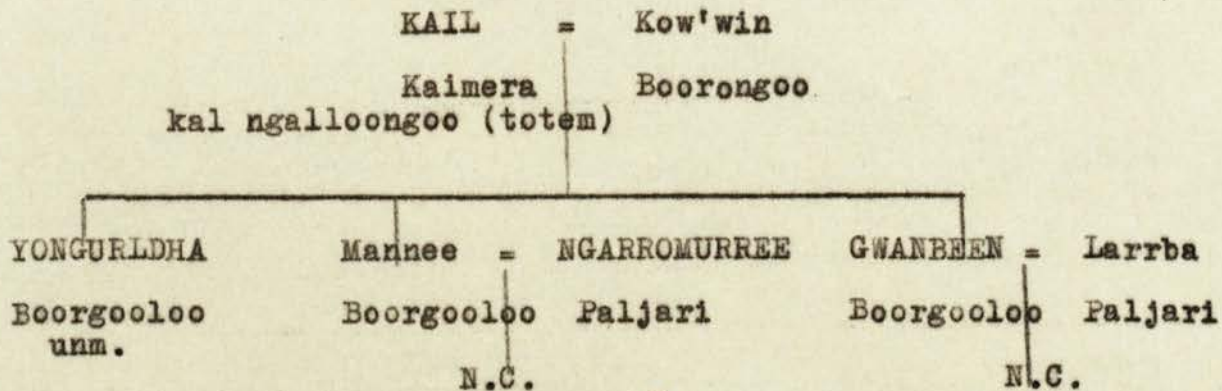 KAIL = Kow'win
Kaimera Boorongoo
kal ngalloongoo (totem)
YONGURLDHA Mannee = NGARROMURREE GWANBEEN = Larrba
Boorgooloo Boorgooloo Paljari Boorgooloo Paljari
unm.
N.C. N.C.